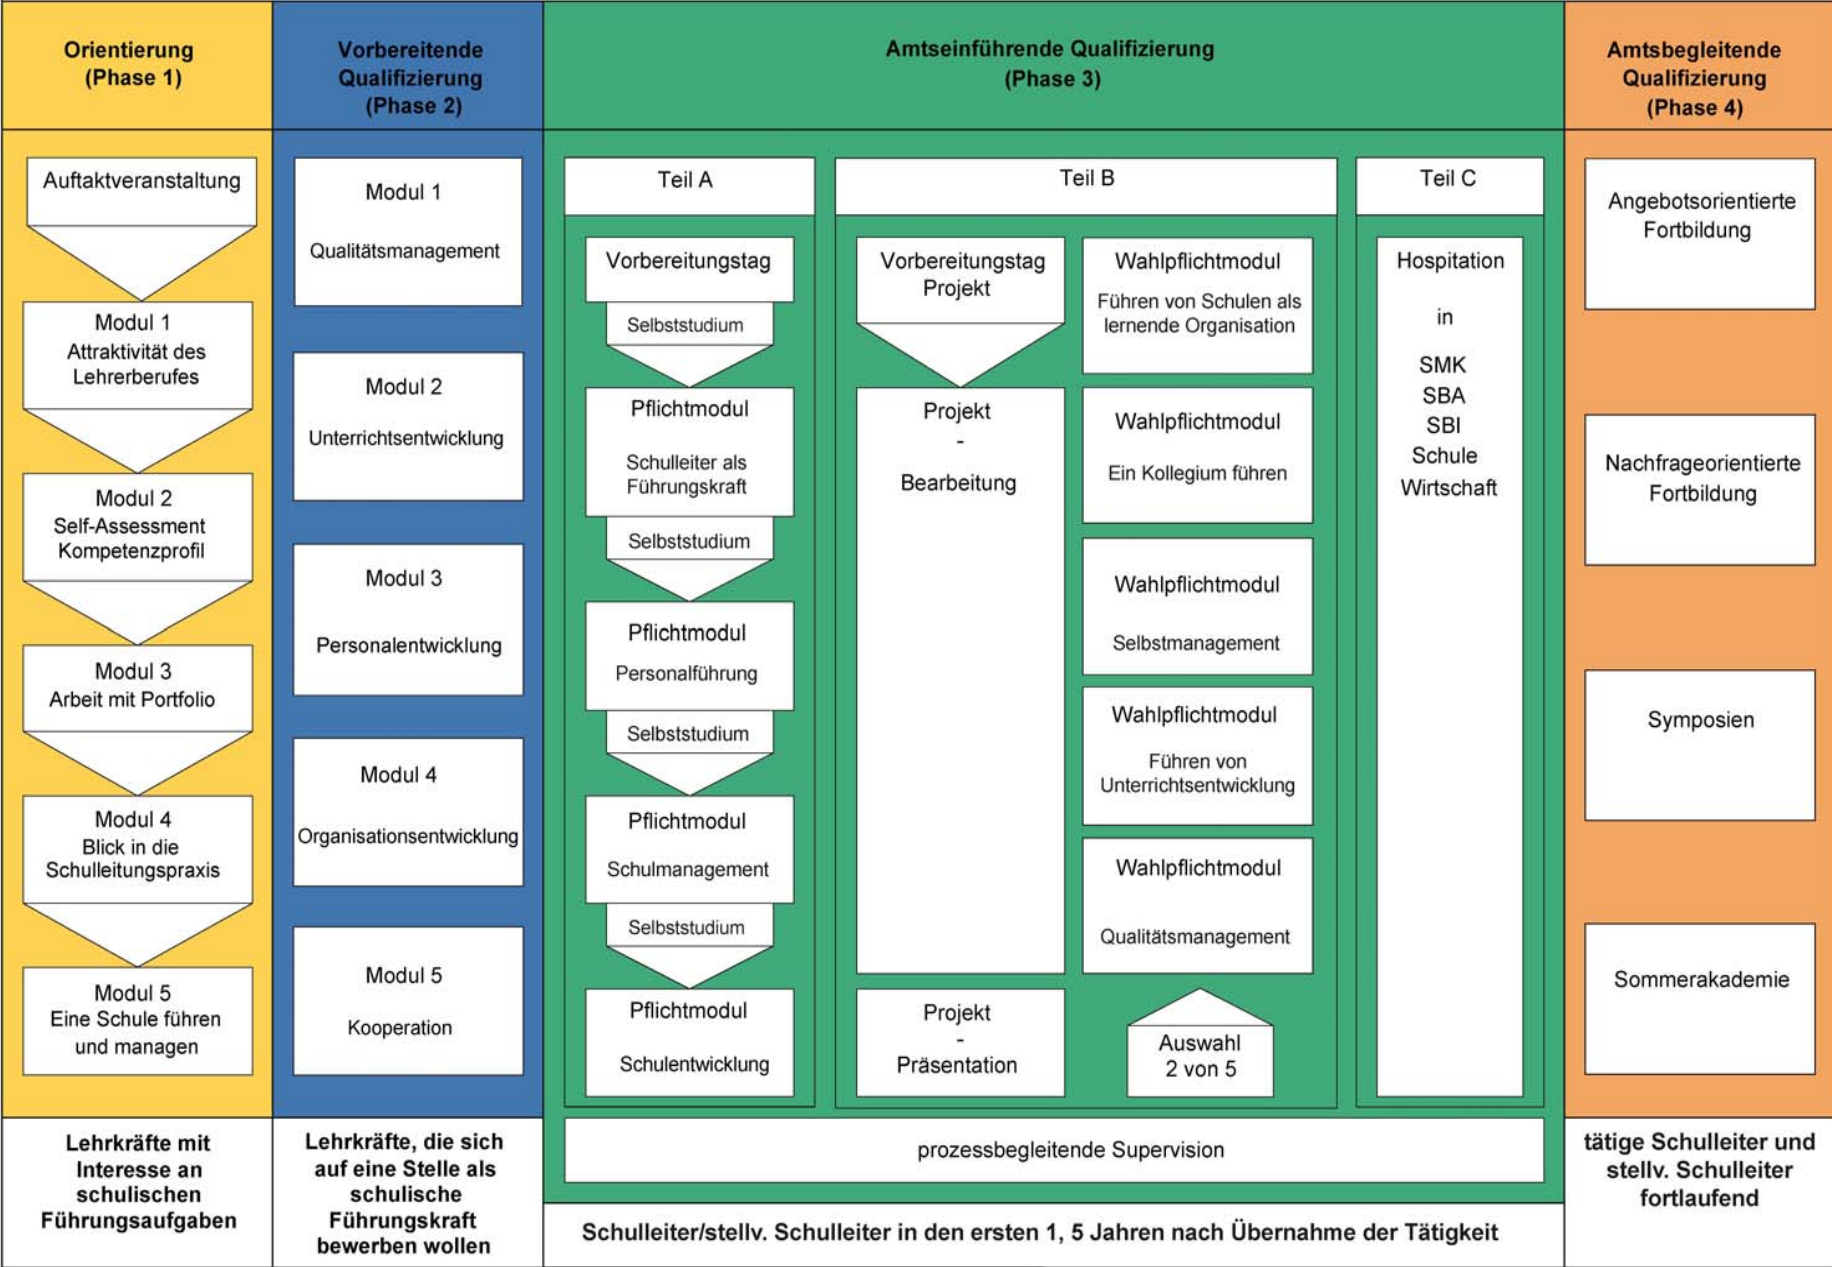 Orientierung
(Phase 1)
Vorbereitende
Qualifizierung
(Phase 2)
Amtseinführende Qualifizierung
(Phase 3)
Amtsbegleitende
Qualifizierung
(Phase 4)
Auftaktveranstaltung
Modul 1
Attraktivität des
Lehrerberufes
Modul 2
Self-Assessment
Kompetenzprofil
Modul 3
Arbeit mit Portfolio
Modul 4
Blick in die
Schulleitungspraxis
Modul 5
Eine Schule führen
und managen
Lehrkräfte mit
Interesse an
schulischen
Führungsaufgaben
Modul 1
Qualitätsmanagement
Modul 2
Unterrichtsentwicklung
Modul 3
Personalentwicklung
Modul 4
Organisationsentwicklung
Modul 5
Kooperation
Lehrkräfte, die sich
auf eine Stelle als
schulische
Führungskraft
bewerben wollen
Teil A
Vorbereitungstag
Selbststudium
Pflichtmodul
Schulleiter als
Führungskraft
Selbststudium
Pflichtmodul
Personalführung
Selbststudium
Pflichtmodul
Schulmanagement
Selbststudium
Pflichtmodul
Schulentwicklung
Teil B
Vorbereitungstag
Projekt
Projekt
-
Bearbeitung
Projekt
-
Präsentation
Wahlpflichtmodul
Führen von Schulen als
lernende Organisation
Wahlpflichtmodul
Ein Kollegium führen
Wahlpflichtmodul
Selbstmanagement
Wahlpflichtmodul
Führen von
Unterrichtsentwicklung
Wahlpflichtmodul
Qualitätsmanagement
Auswahl
2 von 5
Teil C
Hospitation
in
SMK
SBA
SBI
Schule
Wirtschaft
prozessbegleitende Supervision
Schulleiter/stellv. Schulleiter in den ersten 1, 5 Jahren nach Übernahme der Tätigkeit
Angebotsorientierte
Fortbildung
Nachfrageorientierte
Fortbildung
Symposien
Sommerakademie
tätige Schulleiter und
stellv. Schulleiter
fortlaufend